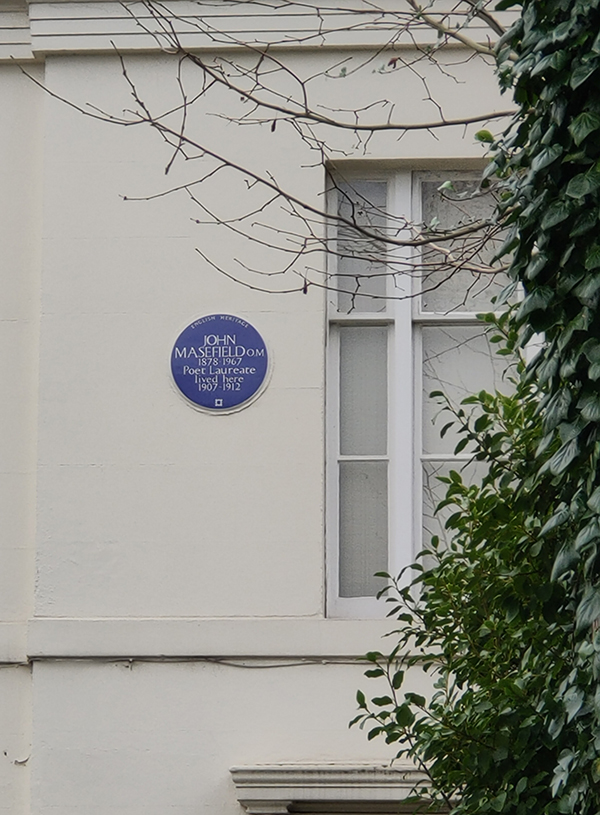 ENGLISH HERITAGE
JOHN
MASEFIELD O.M
1878-1967
Poet Laureate
lived here
1907-1912